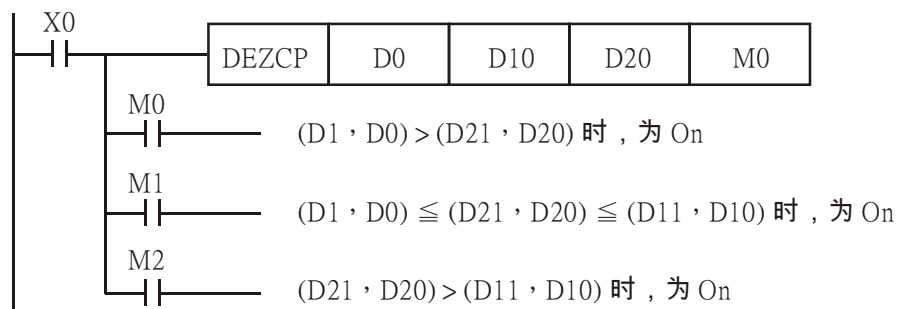 X0
DEZCP D0 D10 D20 M0
M0
(D1,D0)>(D21,D20) 时，为 On
M1
(D1,D0) ≦ (D21,D20) ≦ (D11,D10) 时，为 On
M2
(D21,D20)>(D11,D10) 时，为 On